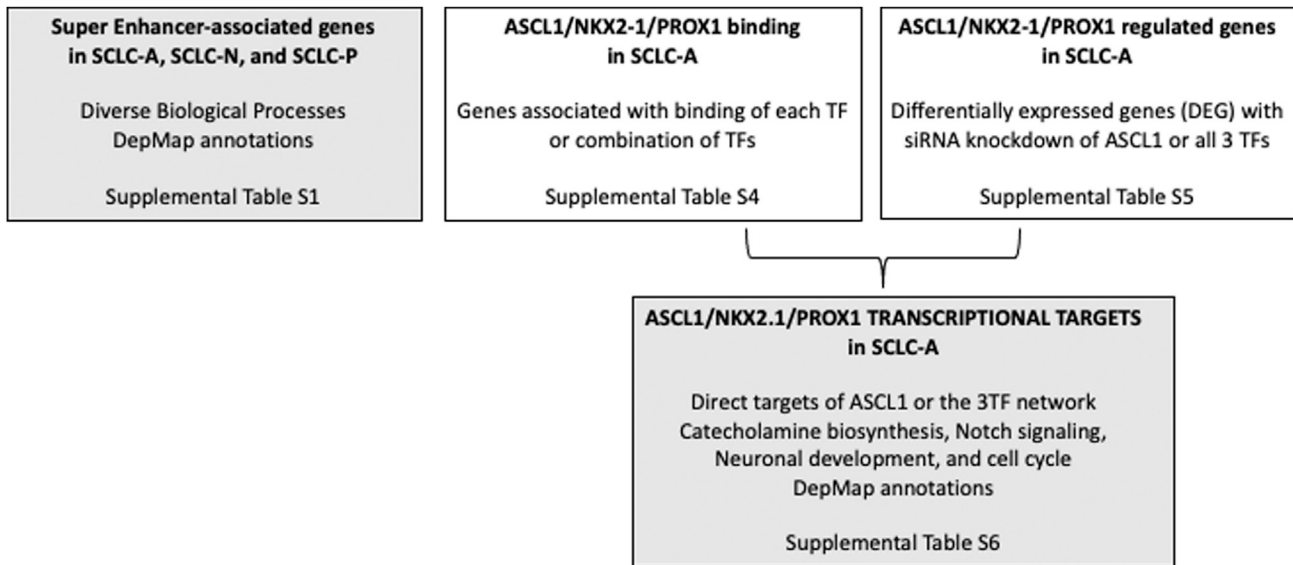 Super Enhancer-associated genes
in SCLC-A, SCLC-N, and SCLC-P
Diverse Biological Processes
DepMap annotations
Supplemental Table S1
ASCL1/NKX2-1/PROX1 binding
in SCLC-A
Genes associated with binding of each TF
or combination of TFs
Supplemental Table S4
ASCL1/NKX2-1/PROX1 regulated genes
in SCLC-A
Differentially expressed genes (DEG) with
siRNA knockdown of ASCL1 or all 3 TFs
Supplemental Table S5
ASCL1/NKX2.1/PROX1 TRANSCRIPTIONAL TARGETS
in SCLC-A
Direct targets of ASCL1 or the 3TF network
Catecholamine biosynthesis, Notch signaling,
Neuronal development, and cell cycle
DepMap annotations
Supplemental Table S6